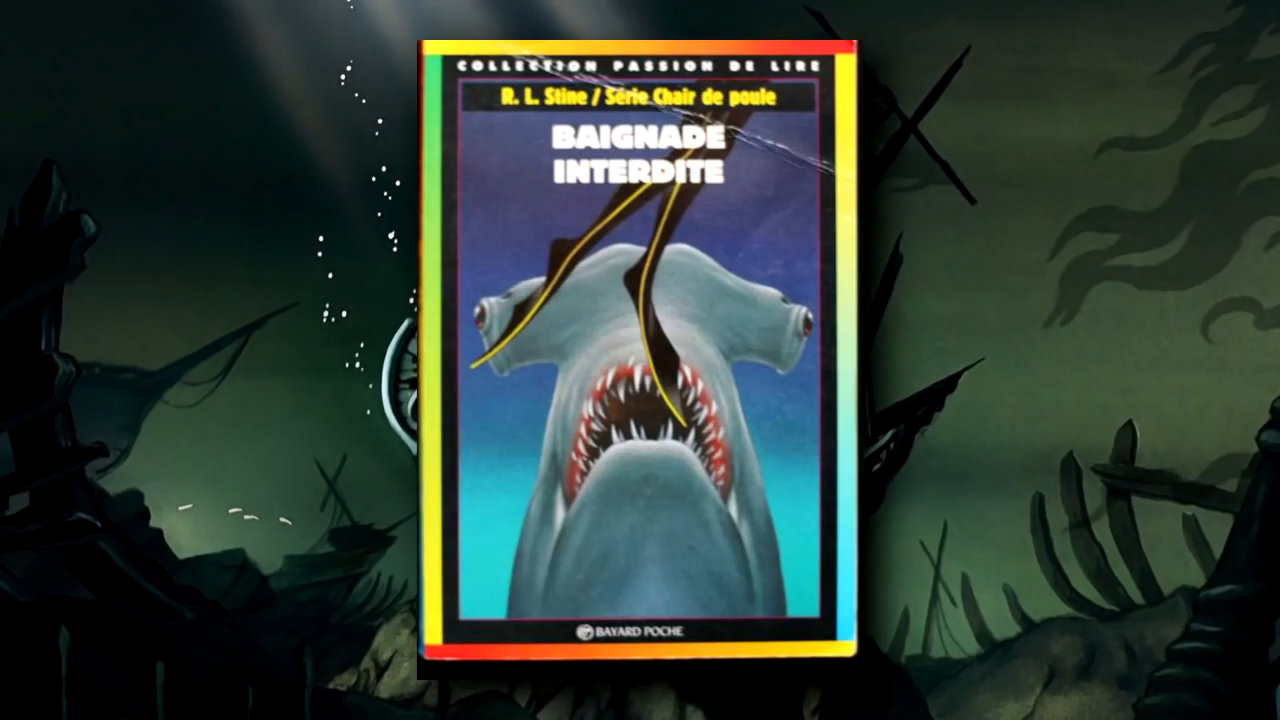 COLLECTION PASSION DE LIRE
R. L. Stine / Série Chair de poule
BAIGNADE
INTERDITE
BAYARD POCHE